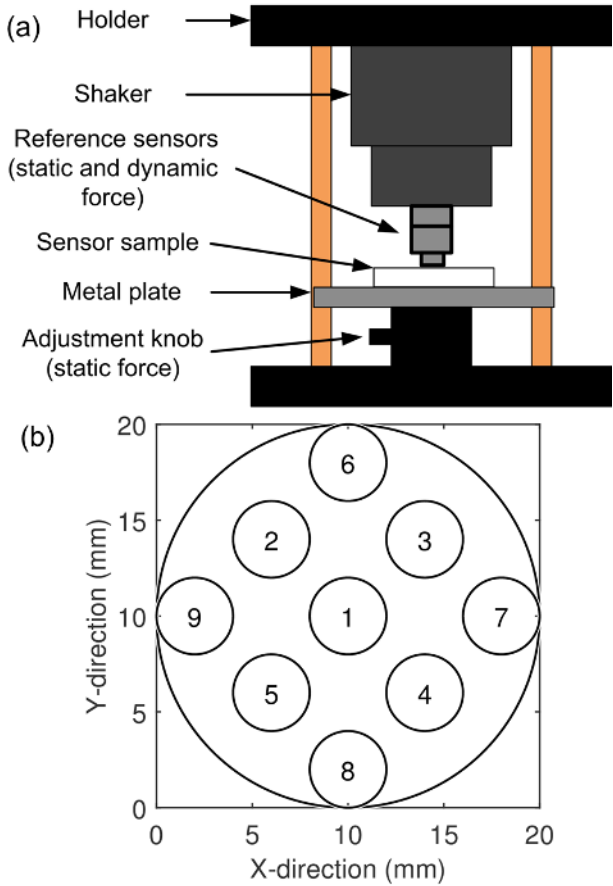 (a)
Holder
Shaker
Reference sensors
(static and dynamic
force)
Sensor sample
Metal plate
Adjustment knob
(static force)
(b)
20
15
10
5
0
Y-direction (mm)
6
2
3
9
1
7
5
4
8
0
5
10
15
20
X-direction (mm)